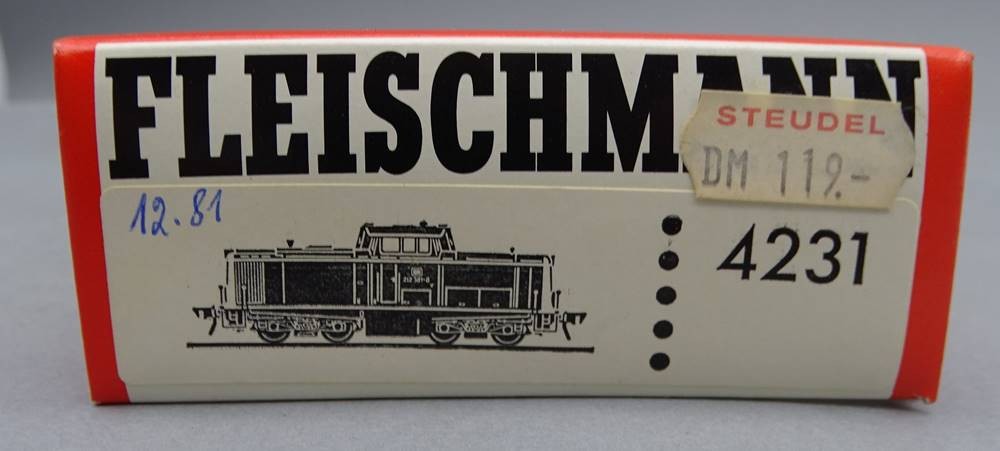 FLEISCHMANN
STEUDEL
DM 119.-
12.81
4231